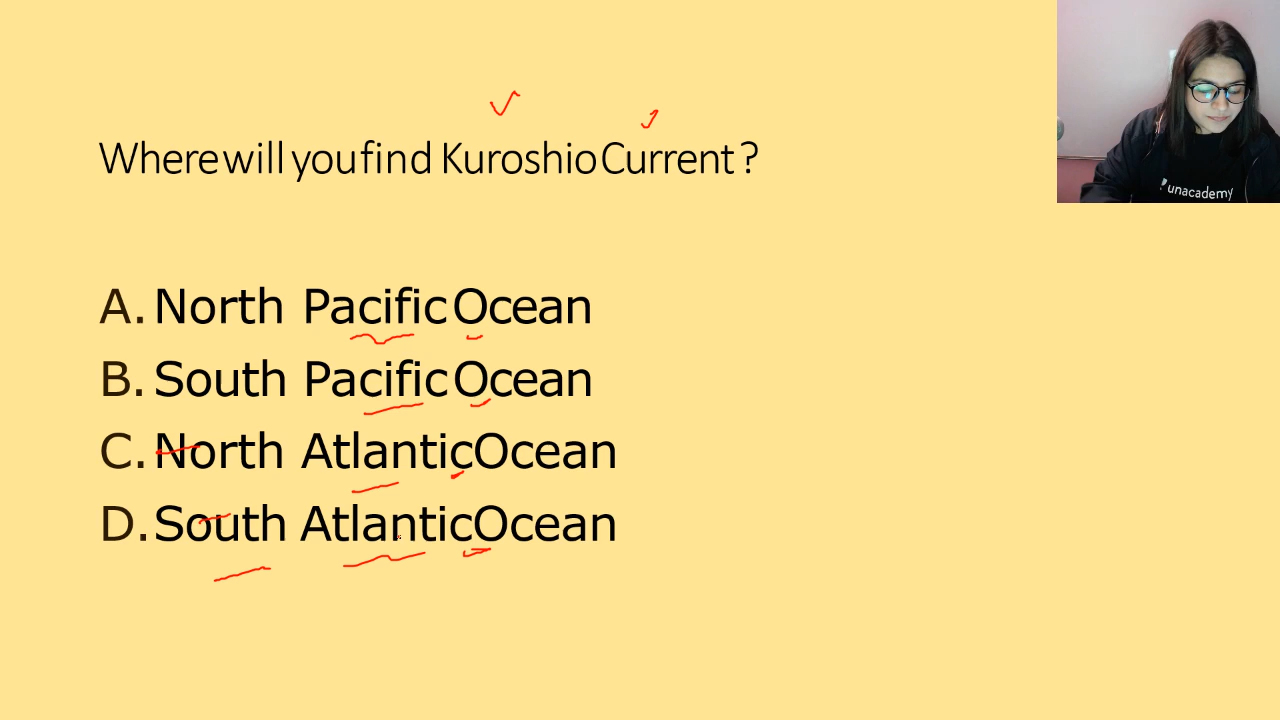 Where will you find Kuroshio Current ?
unacademy
A. North Pacific Ocean
B. South Pacific Ocean
C. North Atlantic Ocean
D. South Atlantic Ocean